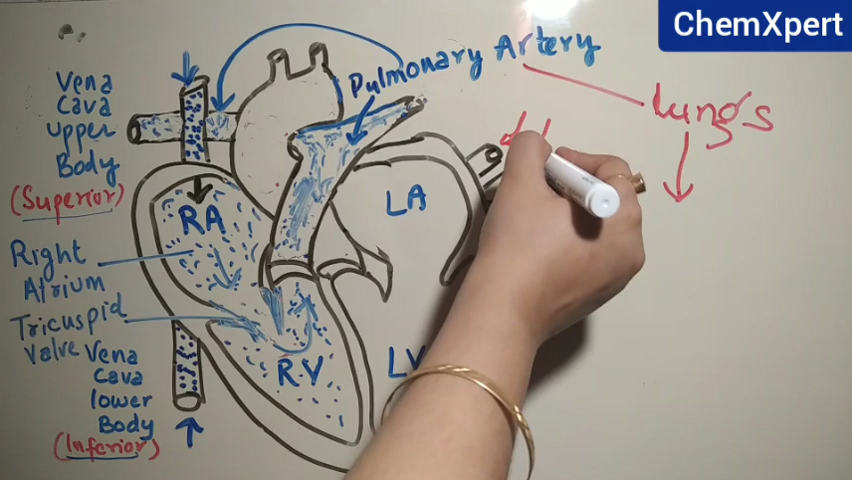 ChemXpert
Pulmonary Artery
Lungs
Vena
Cava
Upper
Body
(Superior)
RA
LA
Right
Atrium
Tricuspid
Valve
Vena
Cava
lower
Body
(Inferior)
RV
LV